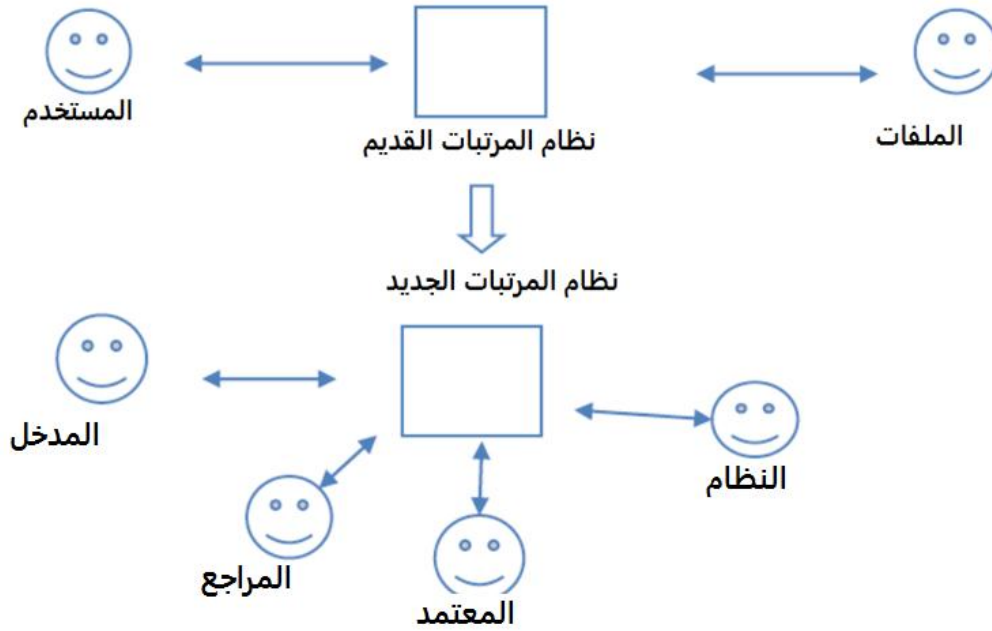 المستخدم
نظام المرتبات القديم
الملفات
نظام المرتبات الجديد
المدخل
النظام
المراجع
المعتمد